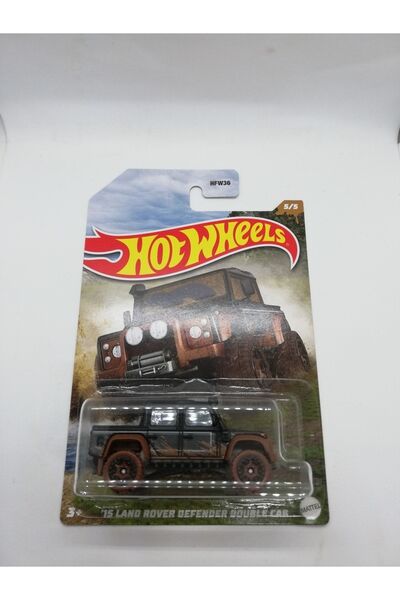 HFW36
5/5
HOT WHEELS
3+ '15 LAND ROVER DEFENDER DOUBLE CAB
MATTEL